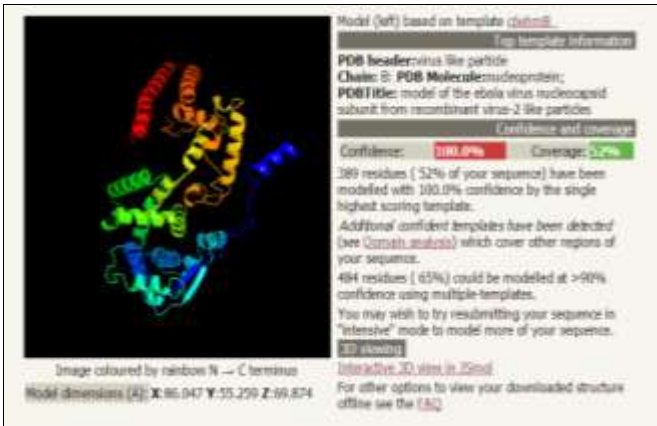 Model (left) based on template
Top template information
PDB header:virus like particle
Chain: B: PDB Molecule:nucleoprotein;
PDBTitle: model of the ebola virus nucleocapsid
subunit from recombinant virus-2 like particles
Confidence and coverage
Confidence: 100.0% Coverage: 52%
389 residues ( 52% of your sequence) have been
modelled with 100.0% confidence by the single
highest scoring template.
Additional confident templates have been detected
(see Domain analysis) which cover other regions of
your sequence.
484 residues ( 65%) could be modelled at >90%
confidence using multiple-templates.
You may wish to try resubmitting your sequence in
"intensive" mode to model more of your sequence.
3D viewing
Interactive 3D view in JSmol
For other options to view your downloaded structure
offline see the FAQ
Image coloured by rainbow N → C terminus
Model dimensions (Å): X:86.047 Y:55.259 Z:69.874